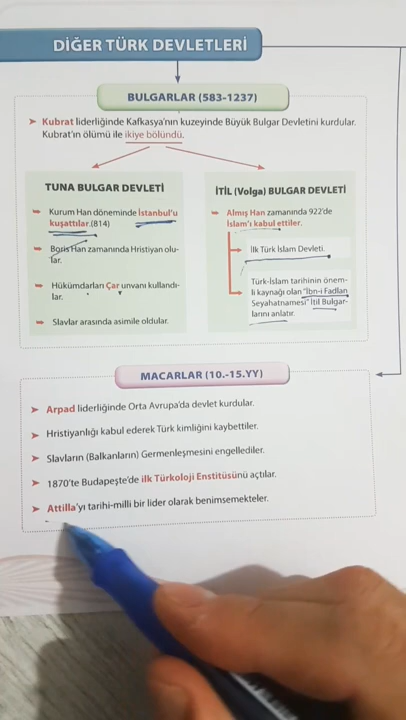 DİĞER TÜRK DEVLETLERİ
BULGARLAR (583-1237)
➤ Kubrat liderliğinde Kafkasya'nın kuzeyinde Büyük Bulgar Devletini kurdular.
Kubrat'ın ölümü ile ikiye bölündü.
TUNA BULGAR DEVLETİ
Kurum Han döneminde İstanbul'u
kuşattılar.(814)
Boris Han zamanında Hristiyan olu-
lar.
Hükümdarları Çar unvanı kullandı-
lar.
Slavlar arasında asimile oldular.
İTİL (Volga) BULGAR DEVLETİ
Almış Han zamanında 922'de
İslam'ı kabul ettiler.
İlk Türk İslam Devleti.
Türk-İslam tarihinin önem-
li kaynağı olan "İbn-i Fadlan
Seyahatnamesi" İtil Bulgar-
larını anlatır.
MACARLAR (10.-15.YY)
➤ Arpad liderliğinde Orta Avrupa'da devlet kurdular.
➤ Hristiyanlığı kabul ederek Türk kimliğini kaybettiler.
➤ Slavların (Balkanların) Germenleşmesini engellediler.
➤ 1870'te Budapeşte'de ilk Türkoloji Enstitüsünü açtılar.
➤ Attilla'yı tarihi-milli bir lider olarak benimsemekteler.